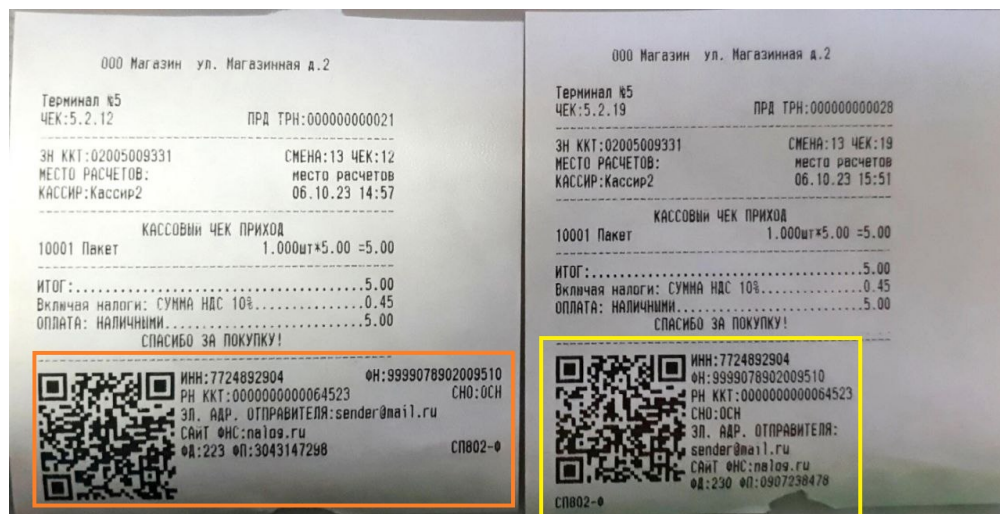 ООО Магазин ул. Магазинная д.2
Терминал №5
ЧЕК:5.2.12 ПРД ТРН:000000000021
ЗН ККТ:02005009331 СМЕНА:13 ЧЕК:12
МЕСТО РАСЧЕТОВ: место расчетов
КАССИР:Кассир2 06.10.23 14:57
КАССОВЫЙ ЧЕК ПРИХОД
10001 Пакет 1.000шт*5.00 =5.00
ИТОГ:................................5.00
Включая налоги: СУММА НДС 10%..............0.45
ОПЛАТА: НАЛИЧНЫМИ.........................5.00
СПАСИБО ЗА ПОКУПКУ!
ИНН:7724892904 ФН:9999078902009510
РН ККТ:0000000000064523 СНО:ОСН
ЭЛ. АДР. ОТПРАВИТЕЛЯ:sender@mail.ru
САЙТ ФНС:nalog.ru
ФД:223 ФП:3043147298 СП802-Ф
ООО Магазин ул. Магазинная д.2
Терминал №5
ЧЕК:5.2.19 ПРД ТРН:000000000028
ЗН ККТ:02005009331 СМЕНА:13 ЧЕК:19
МЕСТО РАСЧЕТОВ: место расчетов
КАССИР:Кассир2 06.10.23 15:51
КАССОВЫЙ ЧЕК ПРИХОД
10001 Пакет 1.000шт*5.00 =5.00
ИТОГ:................................5.00
Включая налоги: СУММА НДС 10%..............0.45
ОПЛАТА: НАЛИЧНЫМИ.........................5.00
СПАСИБО ЗА ПОКУПКУ!
ИНН:7724892904
ФН:9999078902009510
РН ККТ:0000000000064523
СНО:ОСН
ЭЛ. АДР. ОТПРАВИТЕЛЯ:
sender@mail.ru
САЙТ ФНС:nalog.ru
ФД:230 ФП:0907238478
СП802-Ф